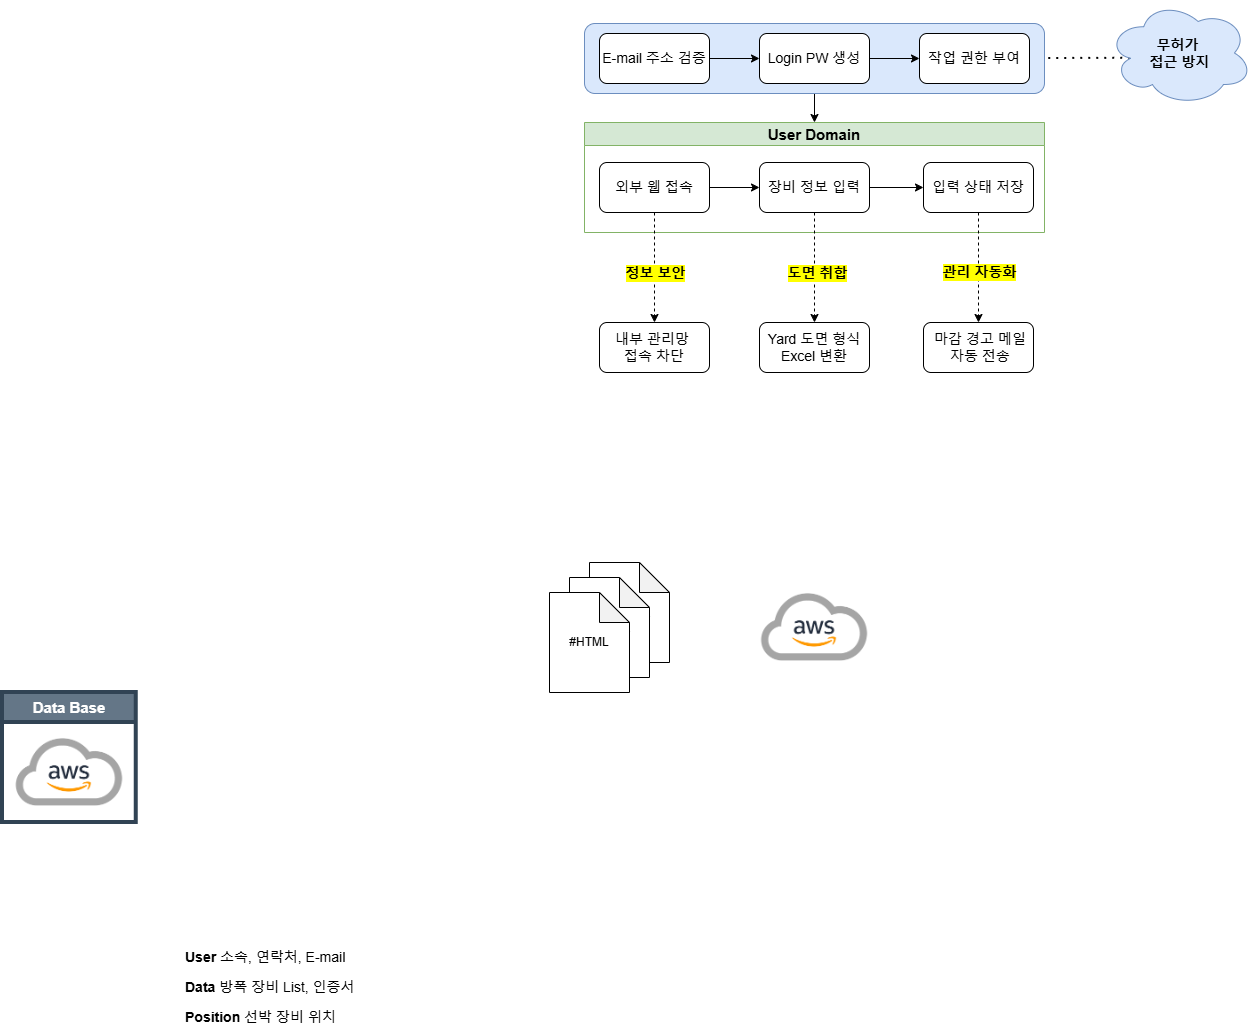 E-mail 주소 검증
Login PW 생성
작업 권한 부여
무허가
접근 방지
User Domain
외부 웹 접속
장비 정보 입력
입력 상태 저장
정보 보안
도면 취합
관리 자동화
내부 관리망
접속 차단
Yard 도면 형식
Excel 변환
마감 경고 메일
자동 전송
#HTML
aws
Data Base
aws
User 소속, 연락처, E-mail
Data 방폭 장비 List, 인증서
Position 선박 장비 위치